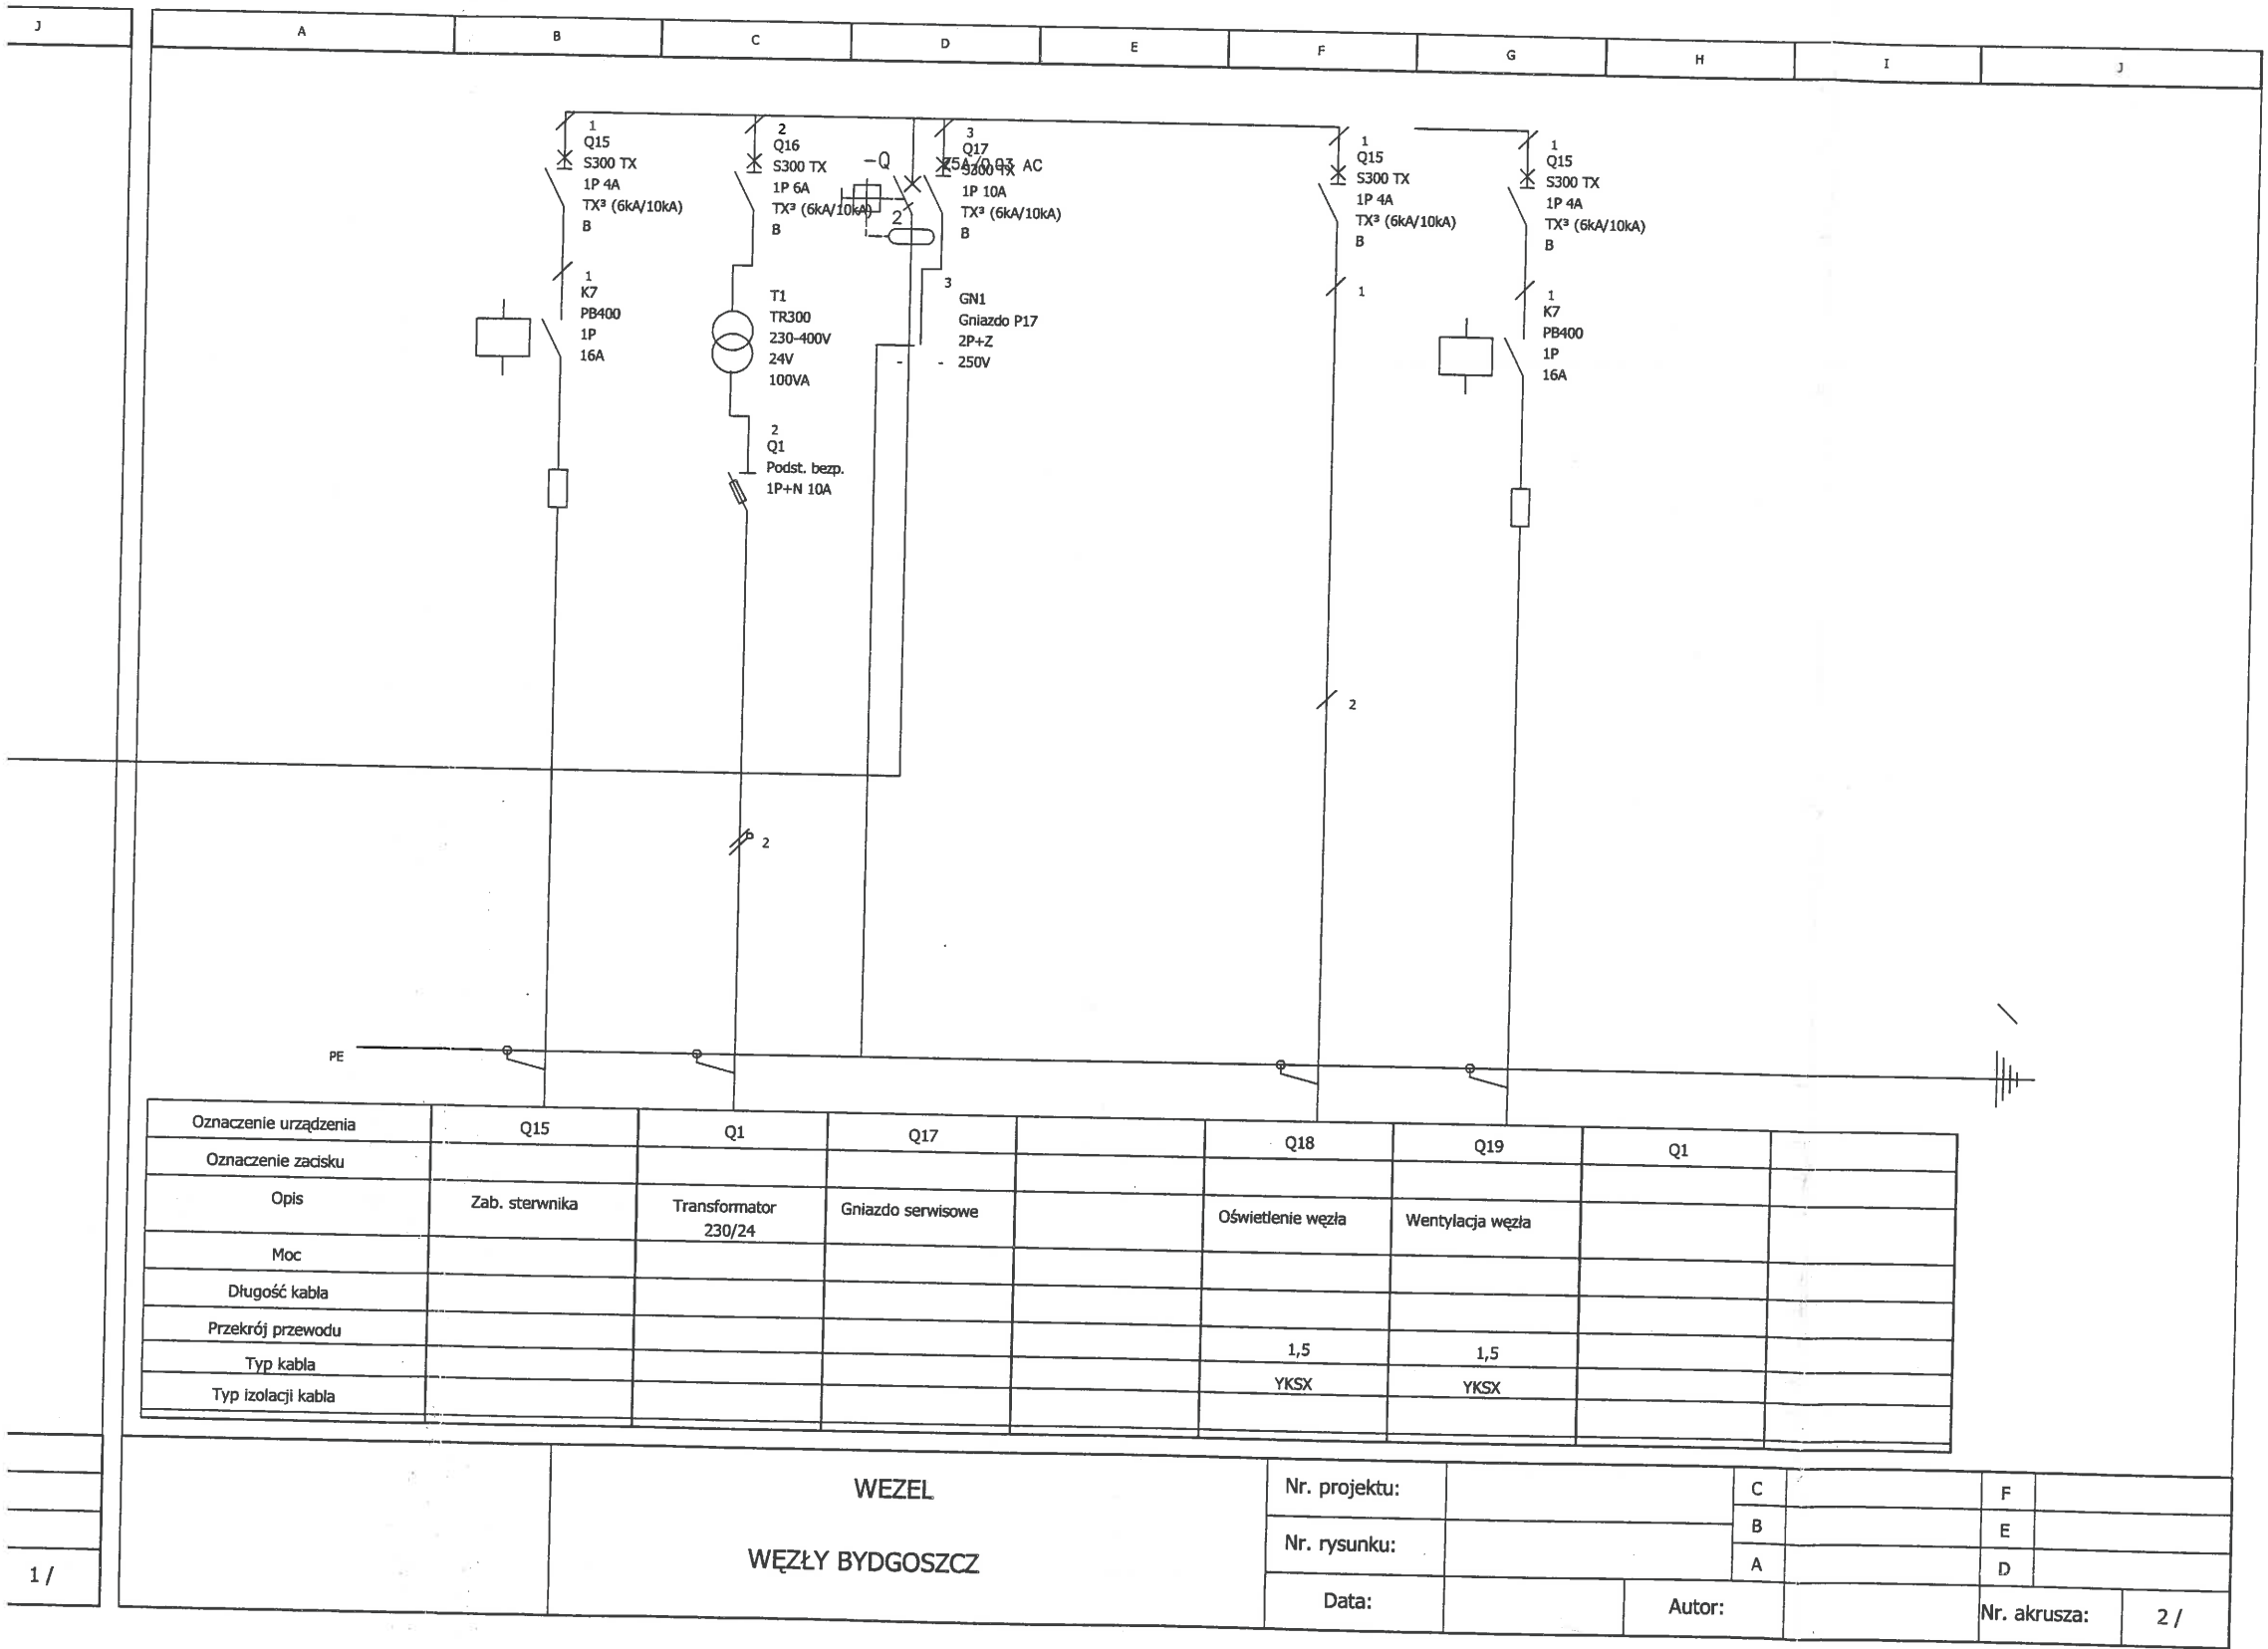 J
A B C D E F G H I J
1
Q15
S300 TX
1P 4A
TX³ (6kA/10kA)
B
1
K7
PB400
1P
16A
2
Q16
S300 TX
1P 6A
TX³ (6kA/10kA)
B
T1
TR300
230-400V
24V
100VA
2
Q1
Podst. bezp.
1P+N 10A
2
-Q
2
3
Q17
S300 TX
1P 10A
TX³ (6kA/10kA)
B
3
GN1
Gniazdo P17
2P+Z
- - 250V
1
Q15
S300 TX
1P 4A
TX³ (6kA/10kA)
B
1
2
1
Q15
S300 TX
1P 4A
TX³ (6kA/10kA)
B
1
K7
PB400
1P
16A
PE
Oznaczenie urządzenia Q15 Q1 Q17 Q18 Q19 Q1
Oznaczenie zacisku
Opis Zab. sterwnika Transformator Gniazdo serwisowe Oświetlenie węzła Wentylacja węzła
230/24
Moc
Długość kabla
Przekrój przewodu 1,5 1,5
Typ kabla YKSX YKSX
Typ izolacji kabla
WEZEL
WĘZŁY BYDGOSZCZ
Nr. projektu: C F
Nr. rysunku: B E
A D
Data: Autor: Nr. akrusza: 2 /
1 /